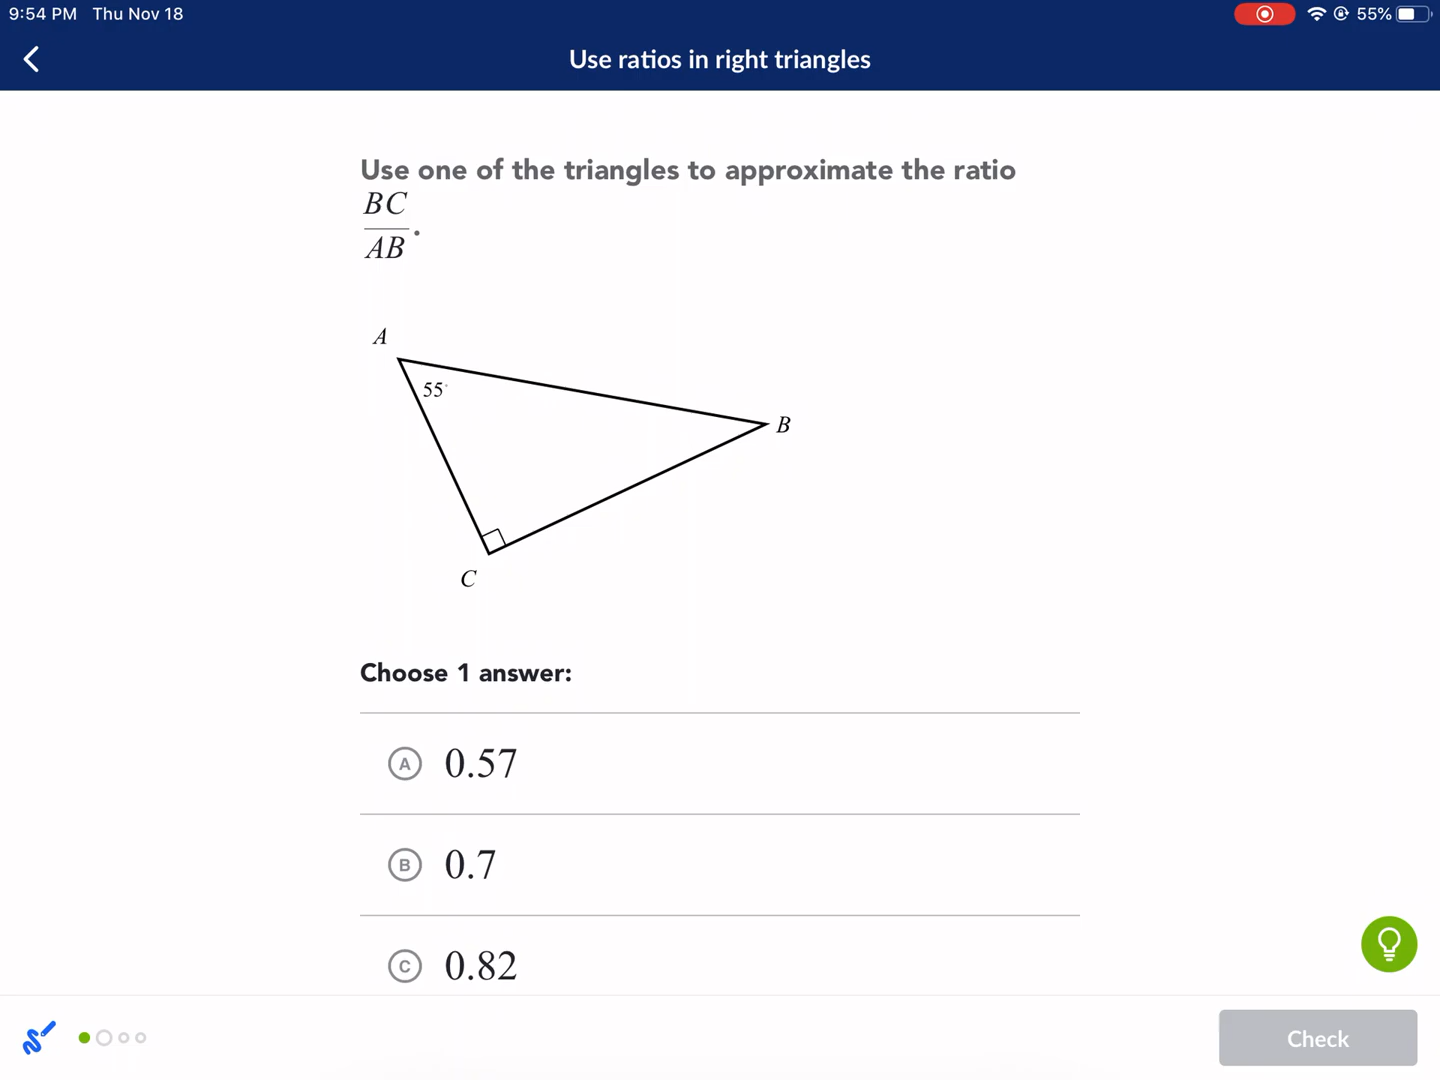 9:54 PM Thu Nov 18
55%
Use ratios in right triangles
Use one of the triangles to approximate the ratio
BC
AB.
A
55°
B
C
Choose 1 answer:
A 0.57
B 0.7
C 0.82
Check